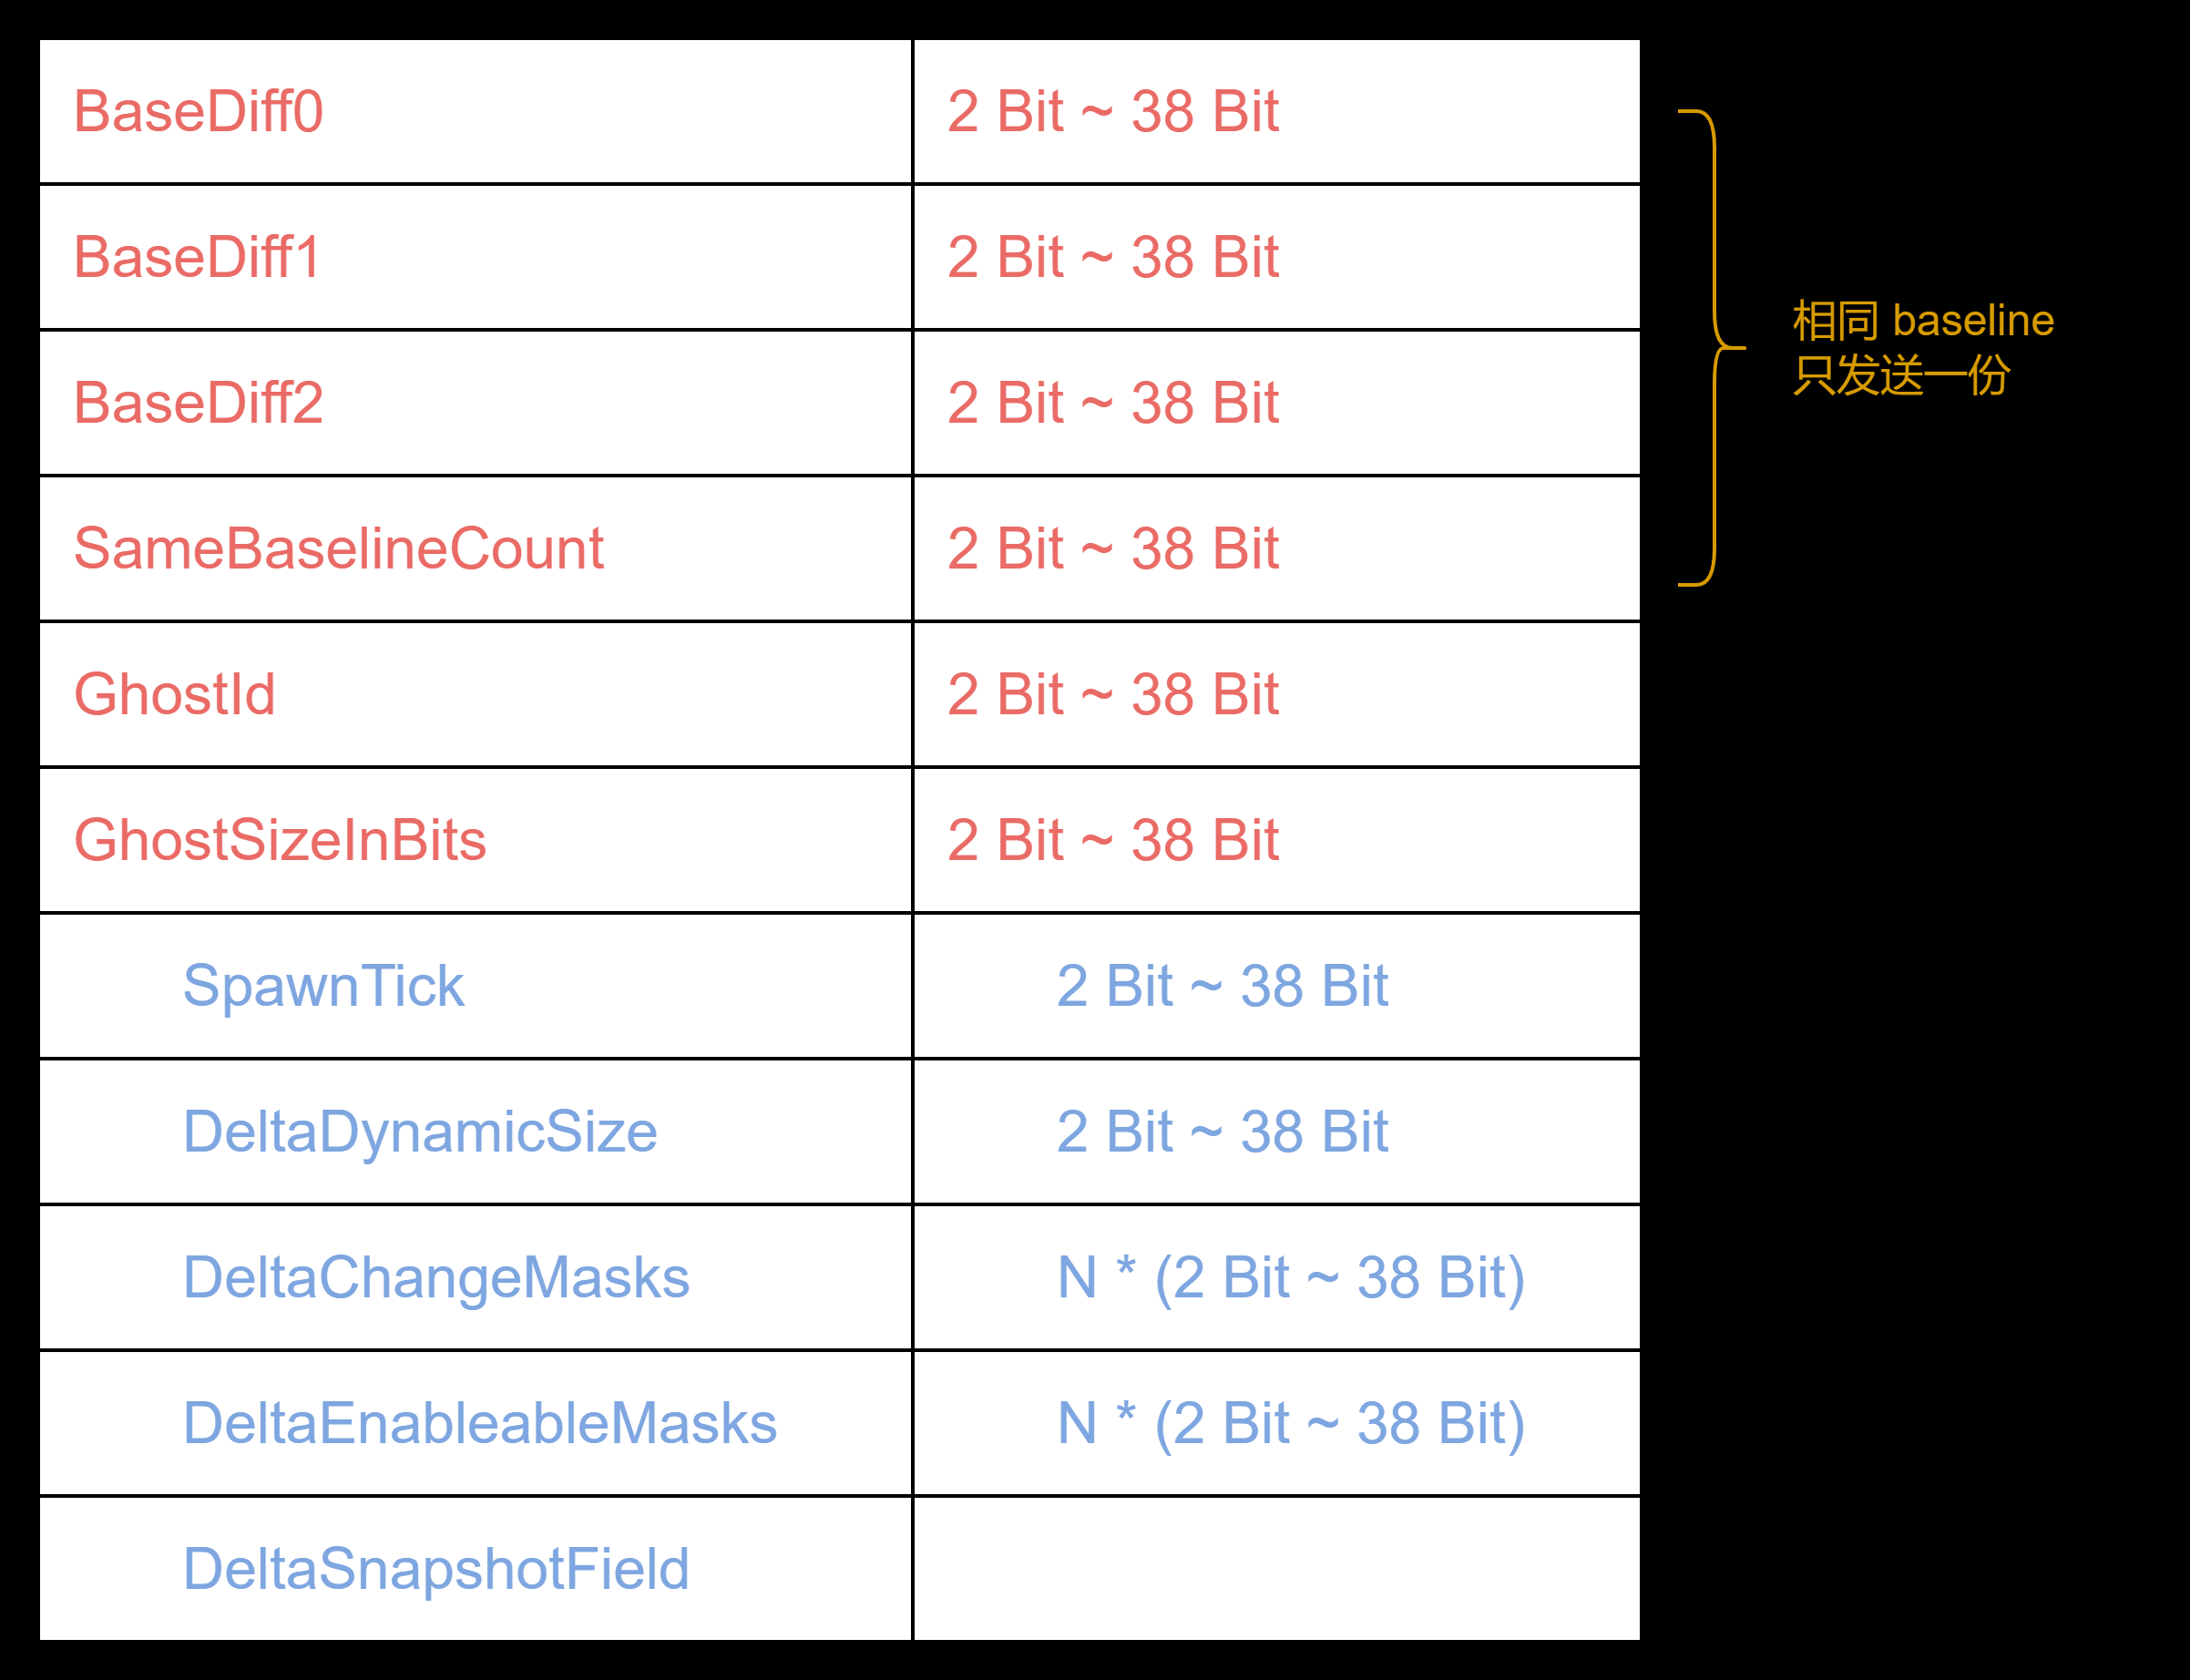 BaseDiff0 2 Bit ~ 38 Bit
BaseDiff1 2 Bit ~ 38 Bit
BaseDiff2 2 Bit ~ 38 Bit
SameBaselineCount 2 Bit ~ 38 Bit
相同 baseline
只发送一份
GhostId 2 Bit ~ 38 Bit
GhostSizeInBits 2 Bit ~ 38 Bit
SpawnTick 2 Bit ~ 38 Bit
DeltaDynamicSize 2 Bit ~ 38 Bit
DeltaChangeMasks N * (2 Bit ~ 38 Bit)
DeltaEnableableMasks N * (2 Bit ~ 38 Bit)
DeltaSnapshotField